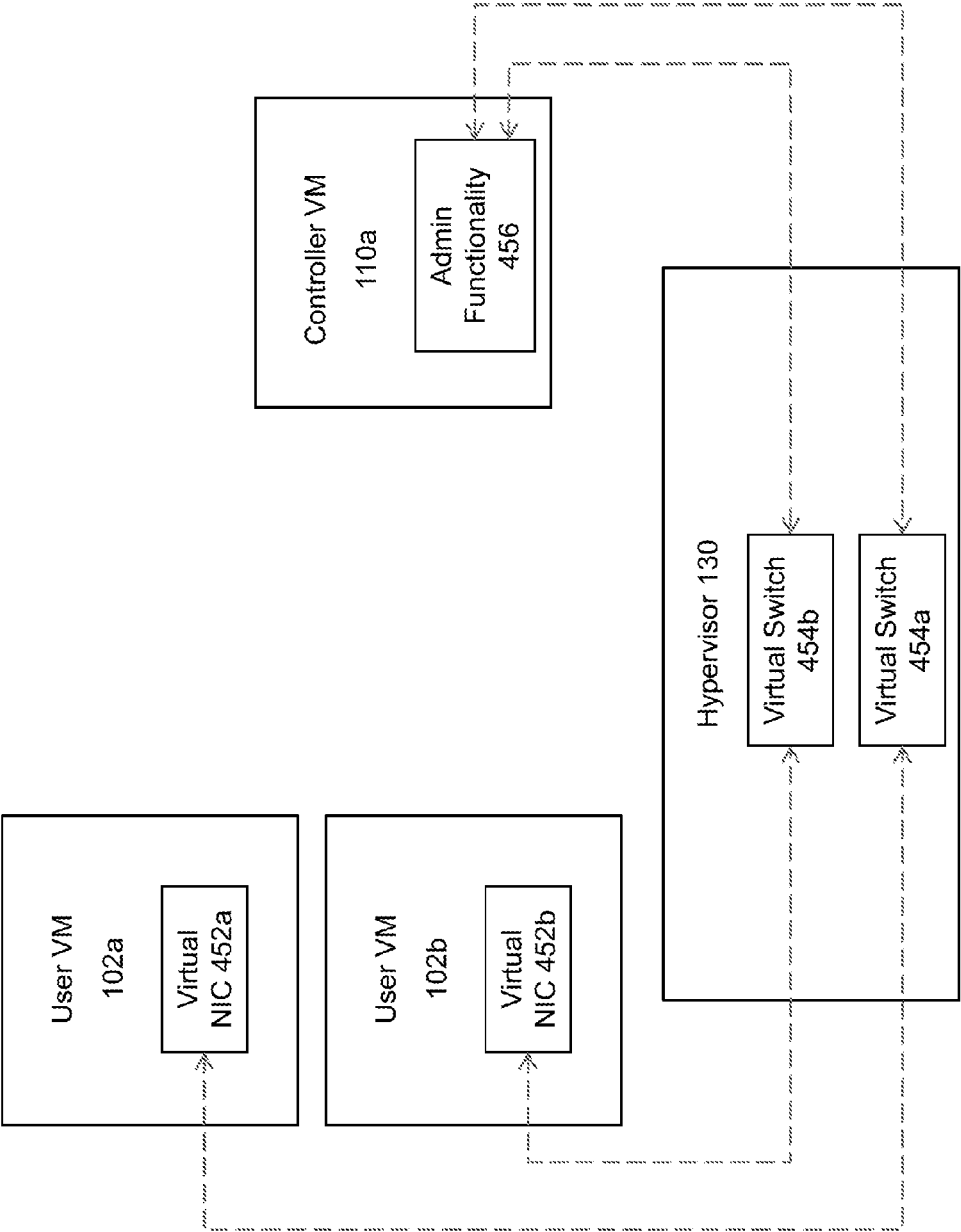 User VM
102a
Virtual
NIC 452a
User VM
102b
Virtual
NIC 452b
Controller VM
110a
Admin
Functionality
456
Hypervisor 130
Virtual Switch
454b
Virtual Switch
454a